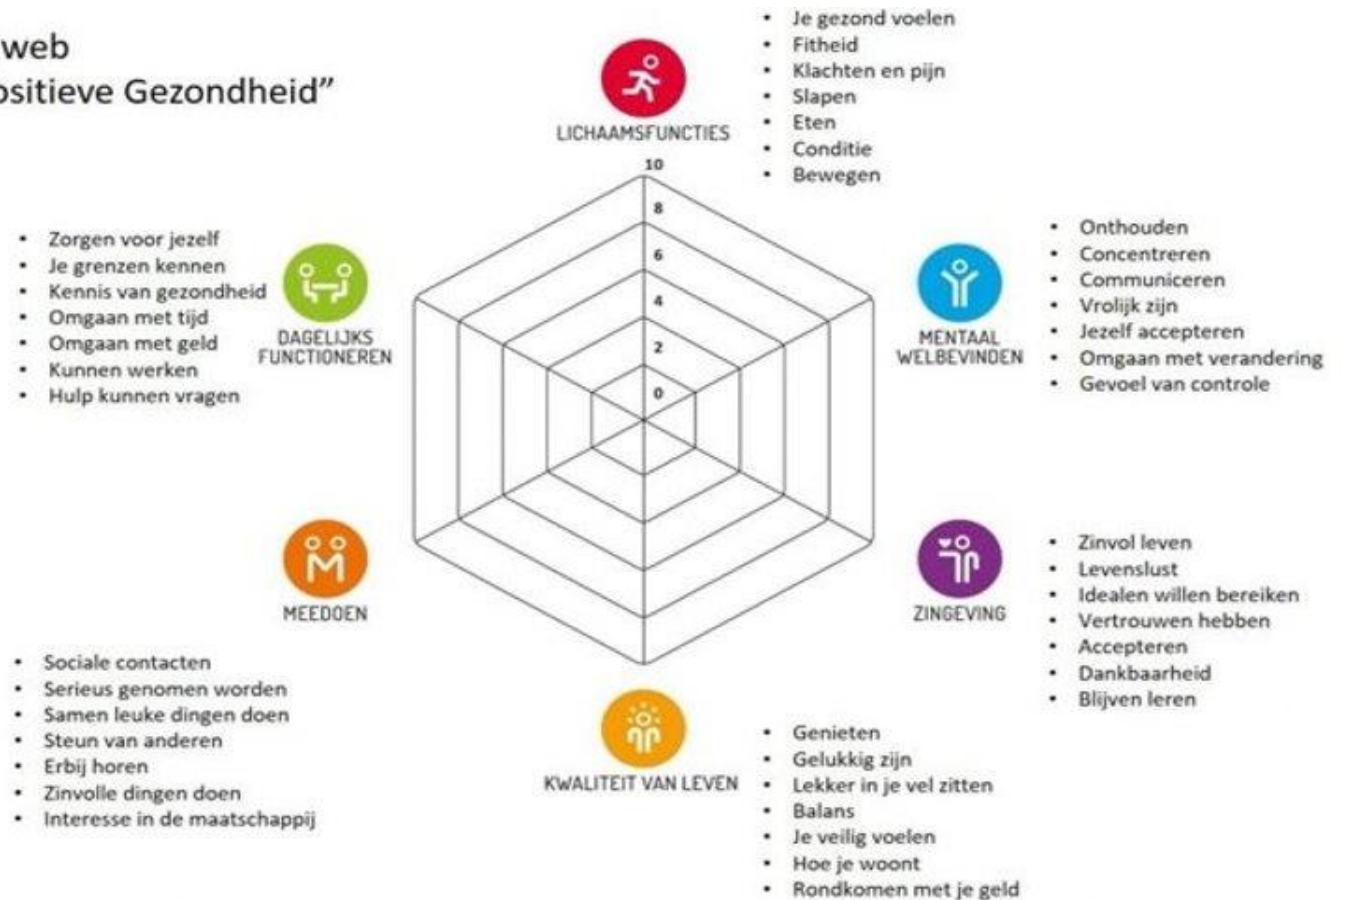 web
ositieve Gezondheid”
LICHAAMSFUNCTIES
• Je gezond voelen
• Fitheid
• Klachten en pijn
• Slapen
• Eten
• Conditie
• Bewegen
10
8
6
4
2
0
• Zorgen voor jezelf
• Je grenzen kennen
• Kennis van gezondheid
• Omgaan met tijd
• Omgaan met geld
• Kunnen werken
• Hulp kunnen vragen
DAGELIJKS
FUNCTIONEREN
MENTAAL
WELBEVINDEN
• Onthouden
• Concentreren
• Communiceren
• Vrolijk zijn
• Jezelf accepteren
• Omgaan met verandering
• Gevoel van controle
MEEDOEN
• Sociale contacten
• Serieus genomen worden
• Samen leuke dingen doen
• Steun van anderen
• Erbij horen
• Zinvolle dingen doen
• Interesse in de maatschappij
ZINGEVING
• Zinvol leven
• Levenslust
• Idealen willen bereiken
• Vertrouwen hebben
• Accepteren
• Dankbaarheid
• Blijven leren
KWALITEIT VAN LEVEN
• Genieten
• Gelukkig zijn
• Lekker in je vel zitten
• Balans
• Je veilig voelen
• Hoe je woont
• Rondkomen met je geld